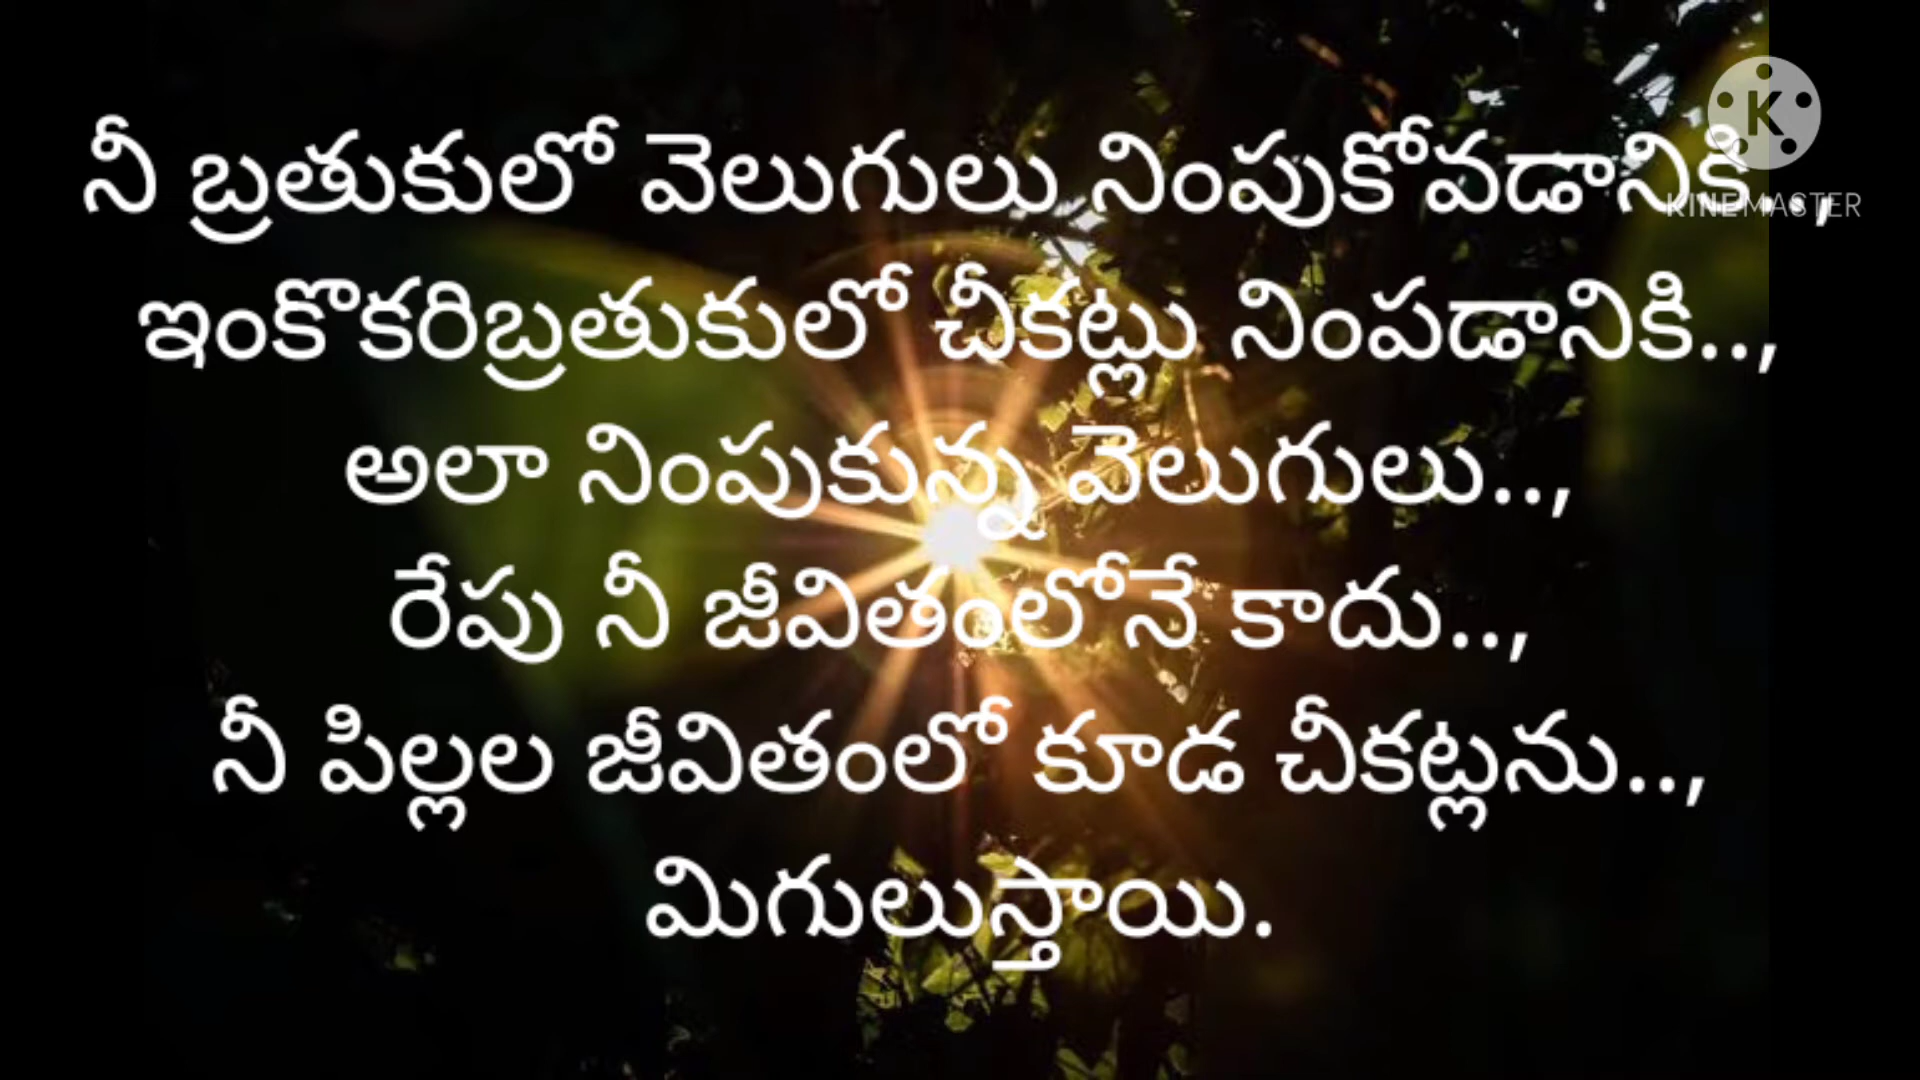 నీ బ్రతుకులో వెలుగులు నింపుకోవడానికి..,
ఇంకొకరిబ్రతుకులో చీకట్లు నింపడానికి..,
అలా నింపుకున్న వెలుగులు..,
రేపు నీ జీవితంలోనే కాదు..,
నీ పిల్లల జీవితంలో కూడ చీకట్లను..,
మిగులుస్తాయి.
K
KINEMASTER